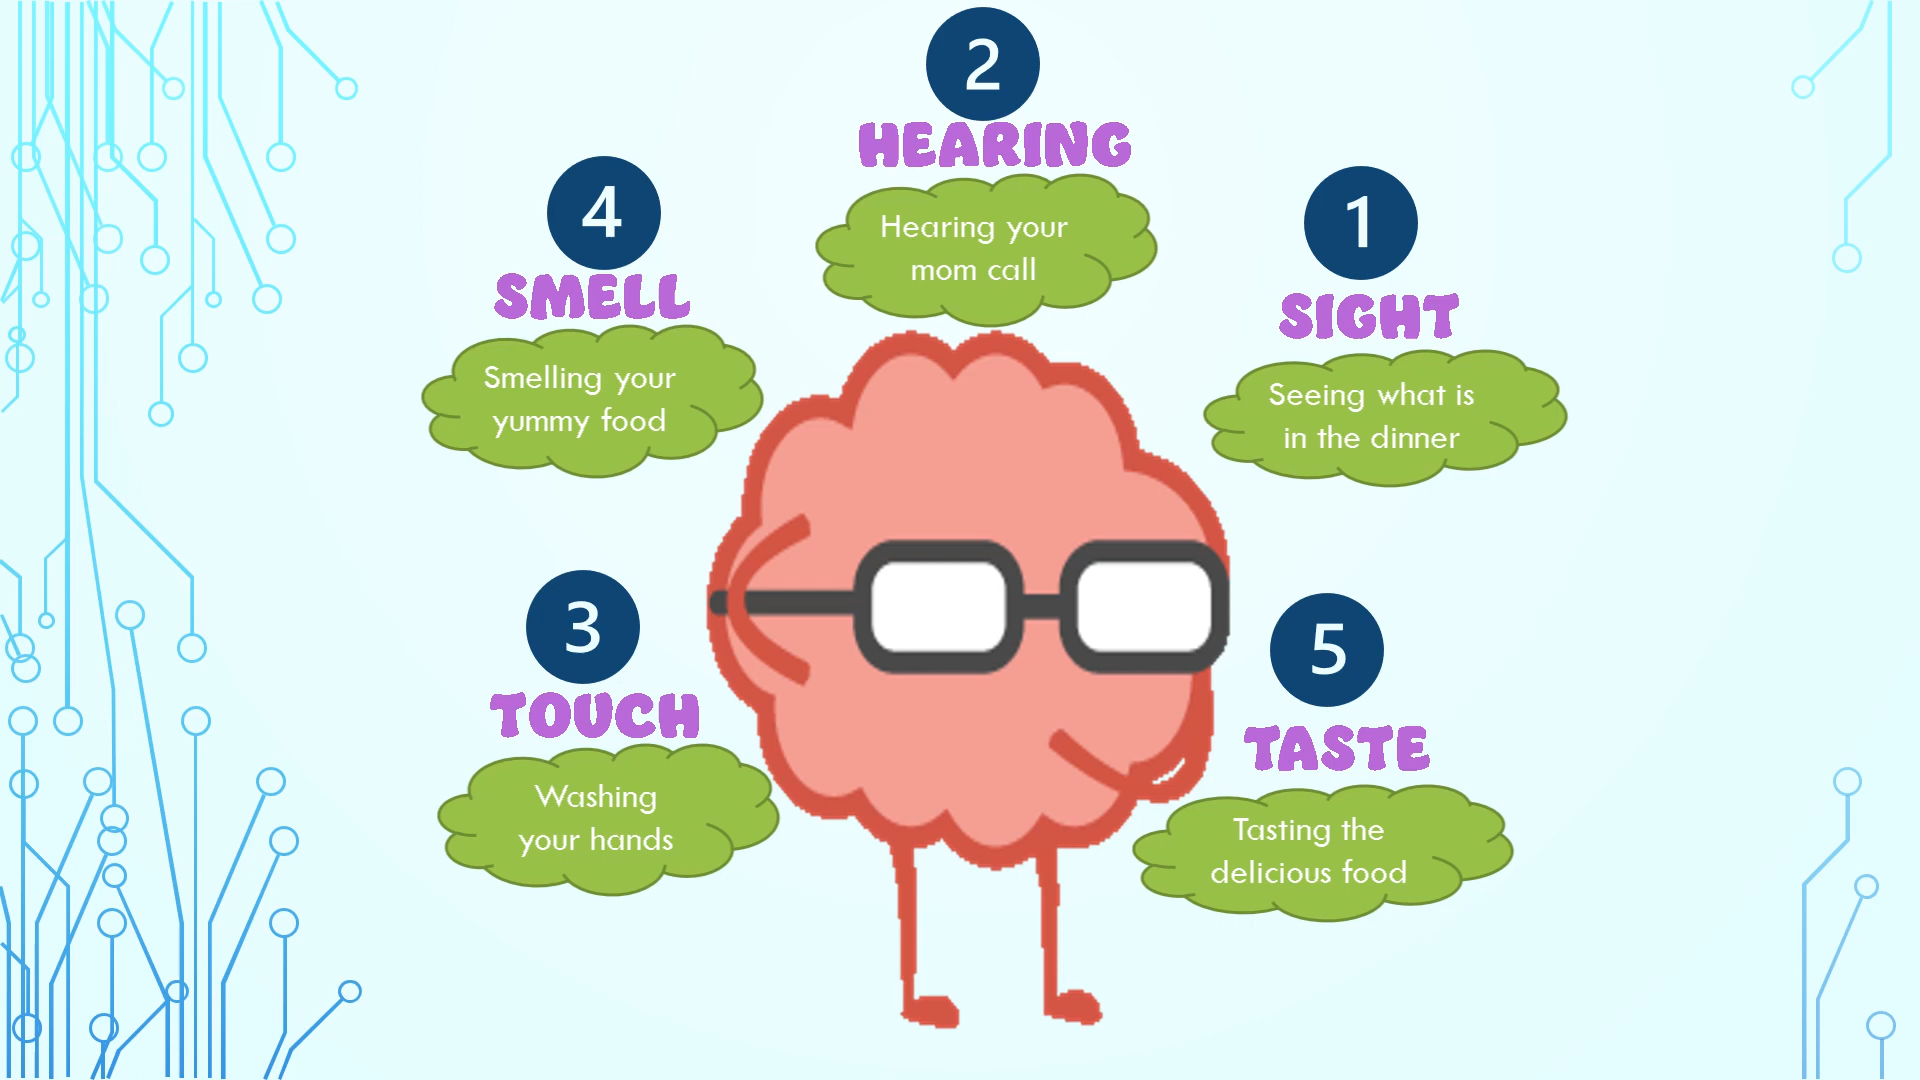 2
HEARING
Hearing your
mom call
4
SMELL
Smelling your
yummy food
1
SIGHT
Seeing what is
in the dinner
3
TOUCH
Washing
your hands
5
TASTE
Tasting the
delicious food